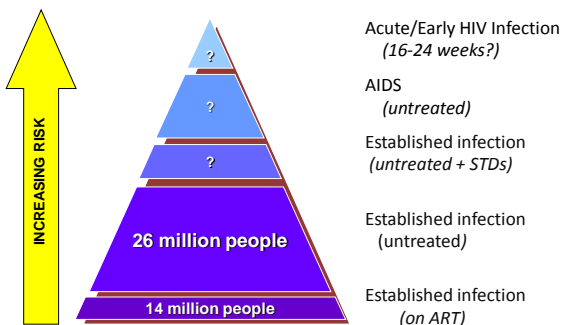 INCREASING RISK
?
Acute/Early HIV Infection
(16-24 weeks?)
?
AIDS
(untreated)
?
Established infection
(untreated + STDs)
26 million people
Established infection
(untreated)
14 million people
Established infection
(on ART)